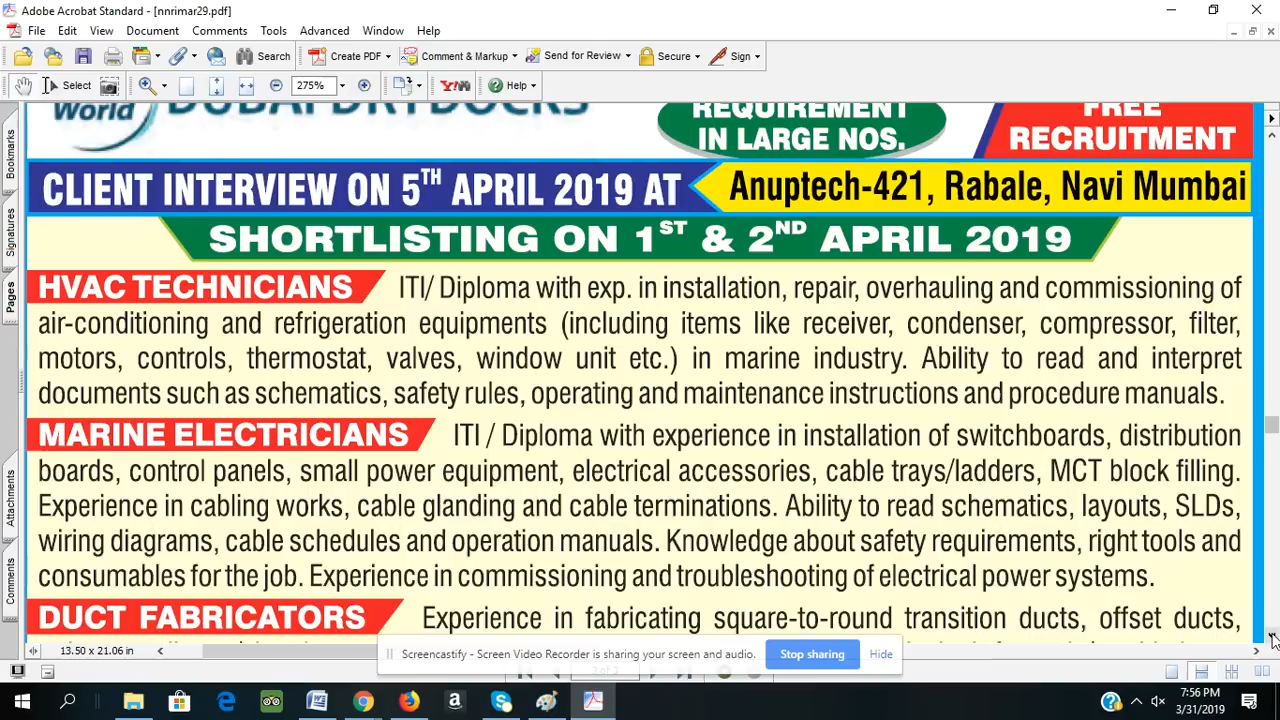 Adobe Acrobat Standard - [nnrimar29.pdf]
File Edit View Document Comments Tools Advanced Window Help
Create PDF Comment & Markup Send for Review Secure Sign Search
Select 275% Y! Help
World DUBAI DRYDOCKS
REQUIREMENT
IN LARGE NOS.
FREE
RECRUITMENT
CLIENT INTERVIEW ON 5TH APRIL 2019 AT Anuptech-421, Rabale, Navi Mumbai
SHORTLISTING ON 1ST & 2ND APRIL 2019
HVAC TECHNICIANS ITI/ Diploma with exp. in installation, repair, overhauling and commissioning of
air-conditioning and refrigeration equipments (including items like receiver, condenser, compressor, filter,
motors, controls, thermostat, valves, window unit etc.) in marine industry. Ability to read and interpret
documents such as schematics, safety rules, operating and maintenance instructions and procedure manuals.
MARINE ELECTRICIANS ITI / Diploma with experience in installation of switchboards, distribution
boards, control panels, small power equipment, electrical accessories, cable trays/ladders, MCT block filling.
Experience in cabling works, cable glanding and cable terminations. Ability to read schematics, layouts, SLDs,
wiring diagrams, cable schedules and operation manuals. Knowledge about safety requirements, right tools and
consumables for the job. Experience in commissioning and troubleshooting of electrical power systems.
DUCT FABRICATORS Experience in fabricating square-to-round transition ducts, offset ducts,
Bookmarks
Signatures
Pages
Attachments
Comments
13.50 x 21.06 in
Screencastify - Screen Video Recorder is sharing your screen and audio. Stop sharing Hide
7:56 PM
3/31/2019